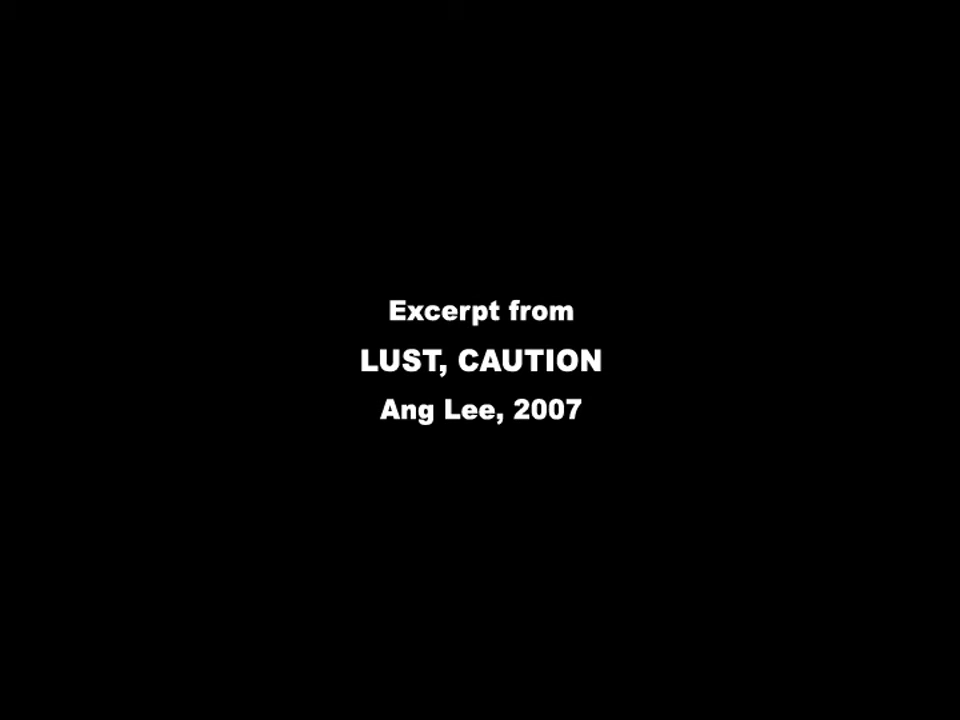 Excerpt from
LUST, CAUTION
Ang Lee, 2007